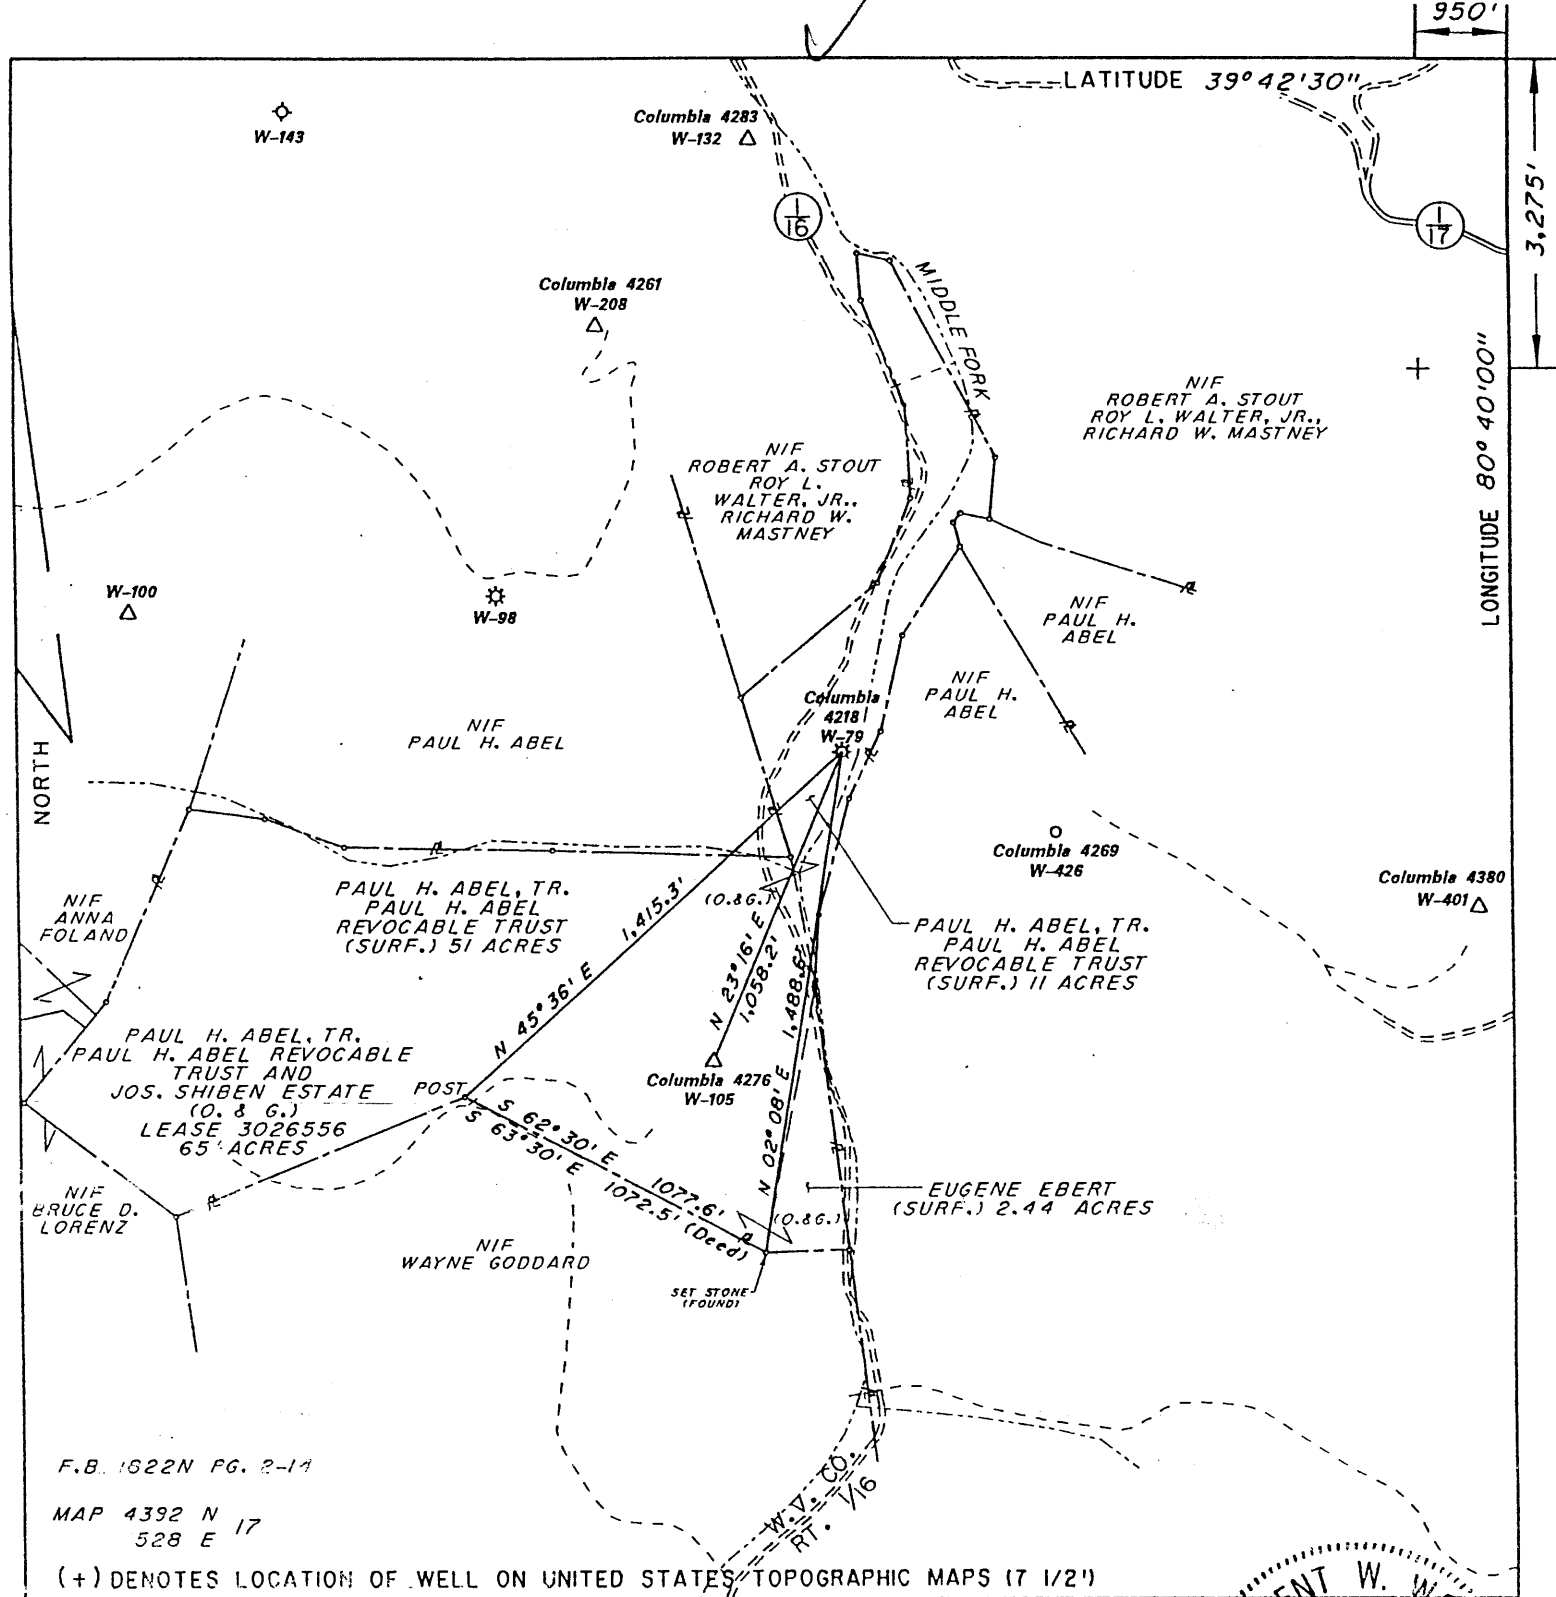 950'
LATITUDE 39°42'30"
3,275'
W-143
Columbia 4283
W-132
1
16
1
17
MIDDLE FORK
Columbia 4261
W-208
LONGITUDE 80° 40'00"
N/F
ROBERT A. STOUT
ROY L. WALTER, JR.,
RICHARD W. MASTNEY
N/F
ROBERT A. STOUT
ROY L.
WALTER, JR.,
RICHARD W.
MASTNEY
W-100
W-98
N/F
PAUL H.
ABEL
N/F
PAUL H.
ABEL
Columbia
4218
W-79
N/F
PAUL H. ABEL
NORTH
Columbia 4269
W-426
Columbia 4380
W-401
N/F
ANNA
FOLAND
PAUL H. ABEL, TR.
PAUL H. ABEL
REVOCABLE TRUST
(SURF.) 51 ACRES
1,415.3'
N 45°36' E
(O.&G.)
N 23°16' E
1,058.2'
1,488.6'
N 02°08' E
PAUL H. ABEL, TR.
PAUL H. ABEL
REVOCABLE TRUST
(SURF.) 11 ACRES
PAUL H. ABEL, TR.
PAUL H. ABEL REVOCABLE
TRUST AND
JOS. SHIBEN ESTATE
(O. & G.)
LEASE 3026556
65 ACRES
POST
Columbia 4276
W-105
S 62°30' E
S 63°30' E
1077.6'
1072.5' (Deed)
(O.&G.)
EUGENE EBERT
(SURF.) 2.44 ACRES
N/F
BRUCE D.
LORENZ
N/F
WAYNE GODDARD
SET STONE
(FOUND)
W.V. CO.
RT. 1/16
F.B. 1622N PG. 2-14
MAP 4392 N
528 E 17
(+) DENOTES LOCATION OF WELL ON UNITED STATES TOPOGRAPHIC MAPS (7 1/2')